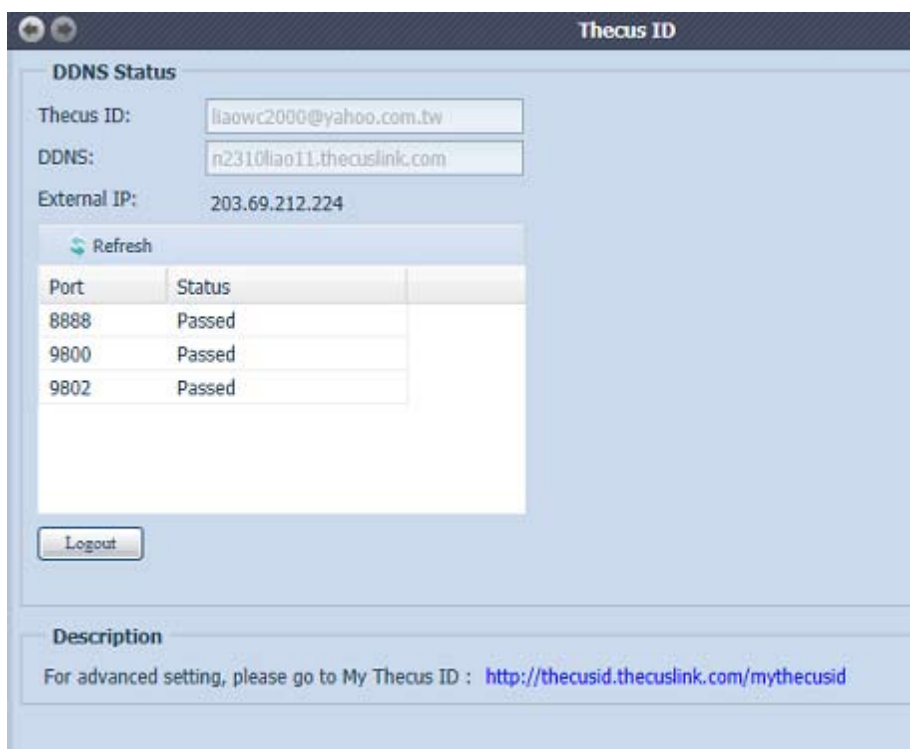 Thecus ID
DDNS Status
Thecus ID: liaowc2000@yahoo.com.tw
DDNS: n2310liao11.thecuslink.com
External IP: 203.69.212.224
Refresh
Port Status
8888 Passed
9800 Passed
9802 Passed
Logout
Description
For advanced setting, please go to My Thecus ID : http://thecusid.thecuslink.com/mythecusid